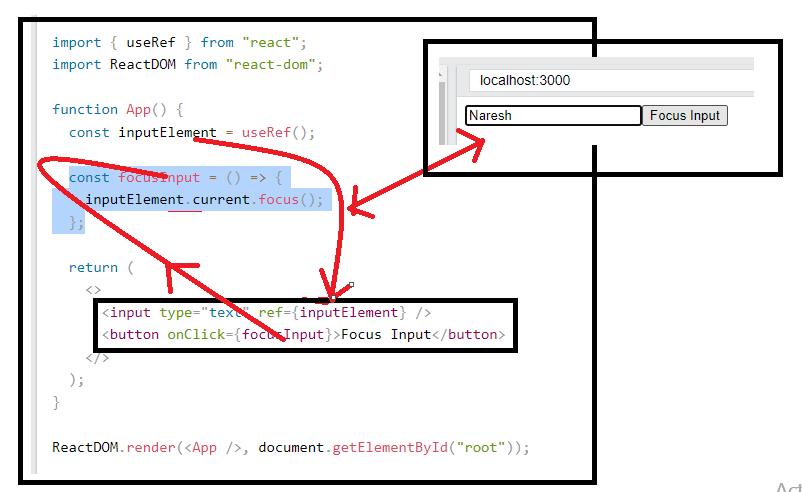 import { useRef } from "react";
import ReactDOM from "react-dom";
function App() {
const inputElement = useRef();
const focusInput = () => {
inputElement.current.focus();
};
return (
<>
<input type="text" ref={inputElement} />
<button onClick={focusInput}>Focus Input</button>
</>
);
}
ReactDOM.render(<App />, document.getElementById("root"));
localhost:3000
Naresh Focus Input